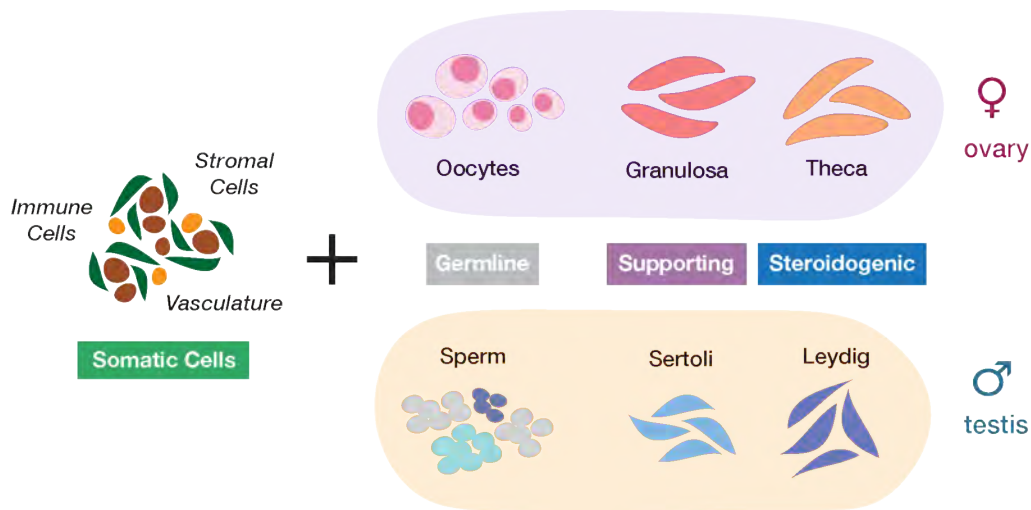 Stromal
Cells
Immune
Cells
Vasculature
Somatic Cells
+
Oocytes
Granulosa
Theca
♀
ovary
Germline
Supporting
Steroidogenic
Sperm
Sertoli
Leydig
♂
testis